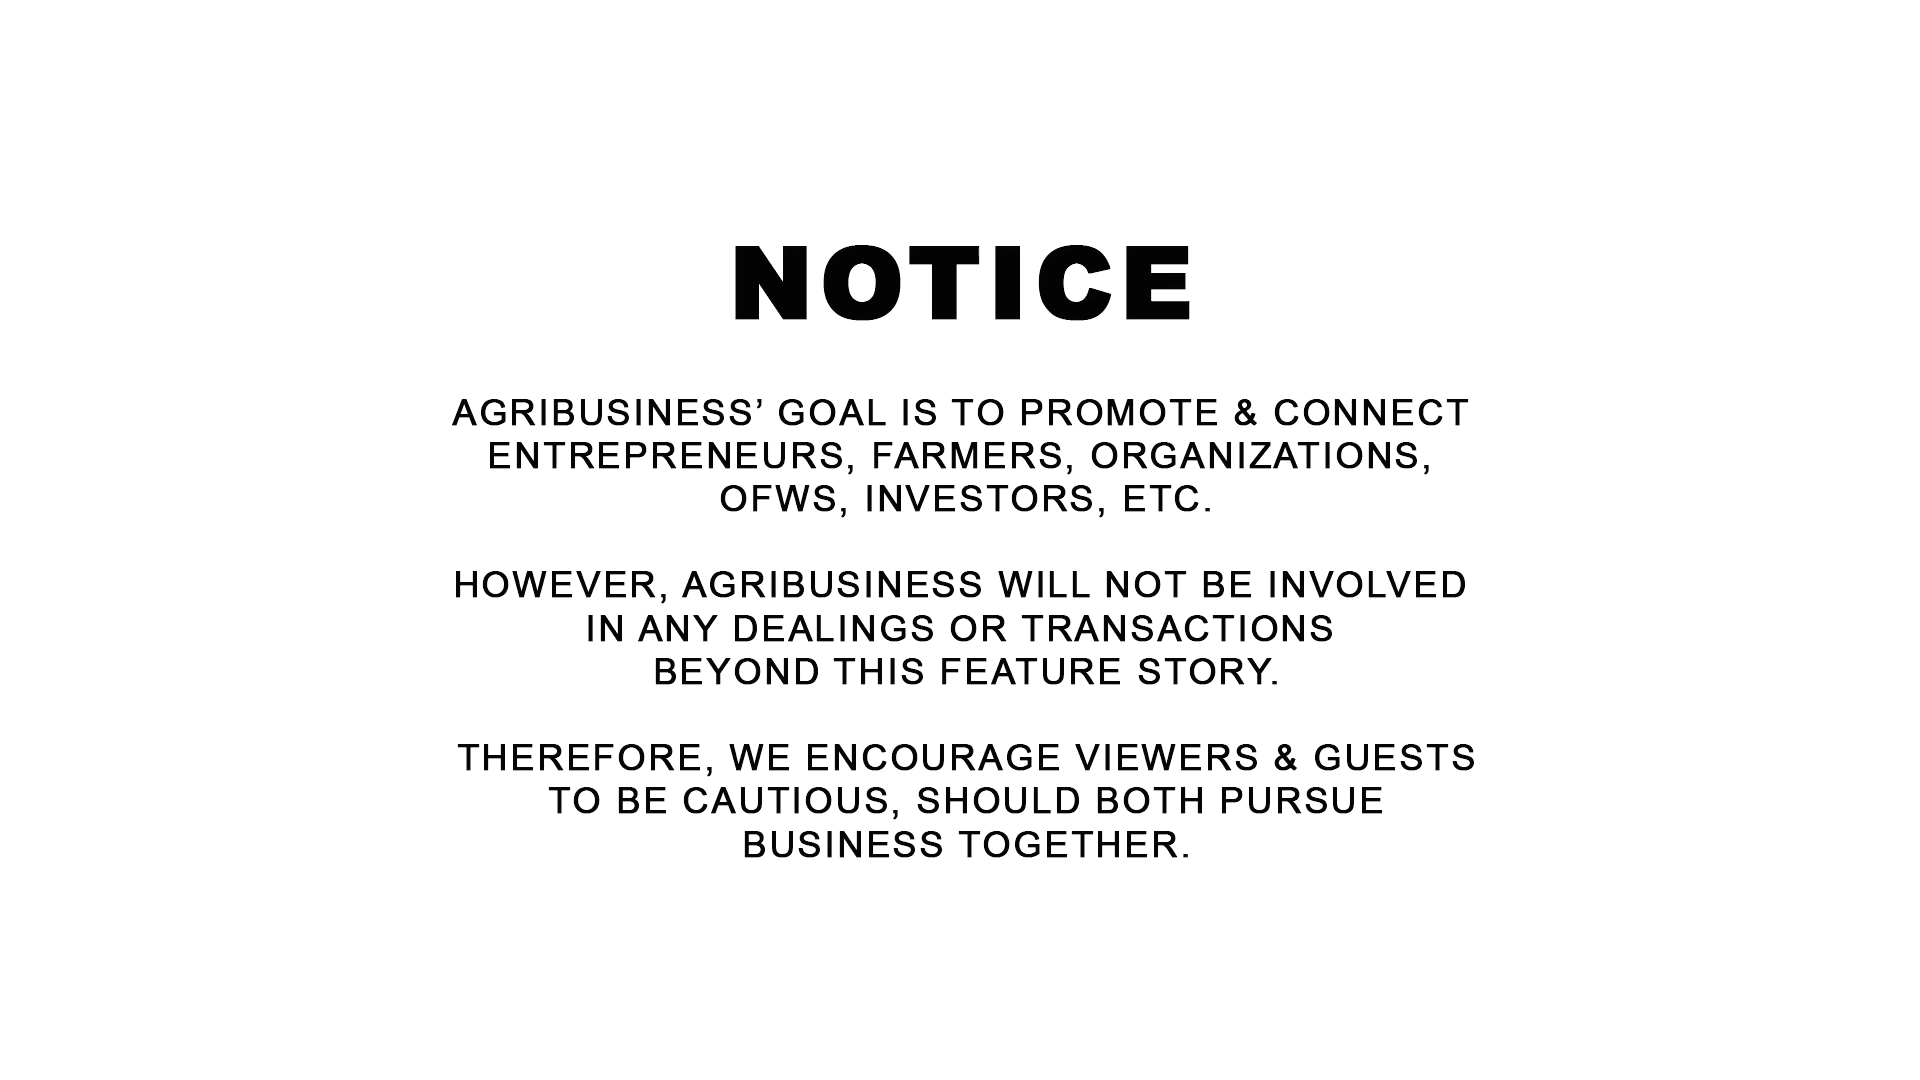 NOTICE
AGRIBUSINESS’ GOAL IS TO PROMOTE & CONNECT
ENTREPRENEURS, FARMERS, ORGANIZATIONS,
OFWS, INVESTORS, ETC.
HOWEVER, AGRIBUSINESS WILL NOT BE INVOLVED
IN ANY DEALINGS OR TRANSACTIONS
BEYOND THIS FEATURE STORY.
THEREFORE, WE ENCOURAGE VIEWERS & GUESTS
TO BE CAUTIOUS, SHOULD BOTH PURSUE
BUSINESS TOGETHER.